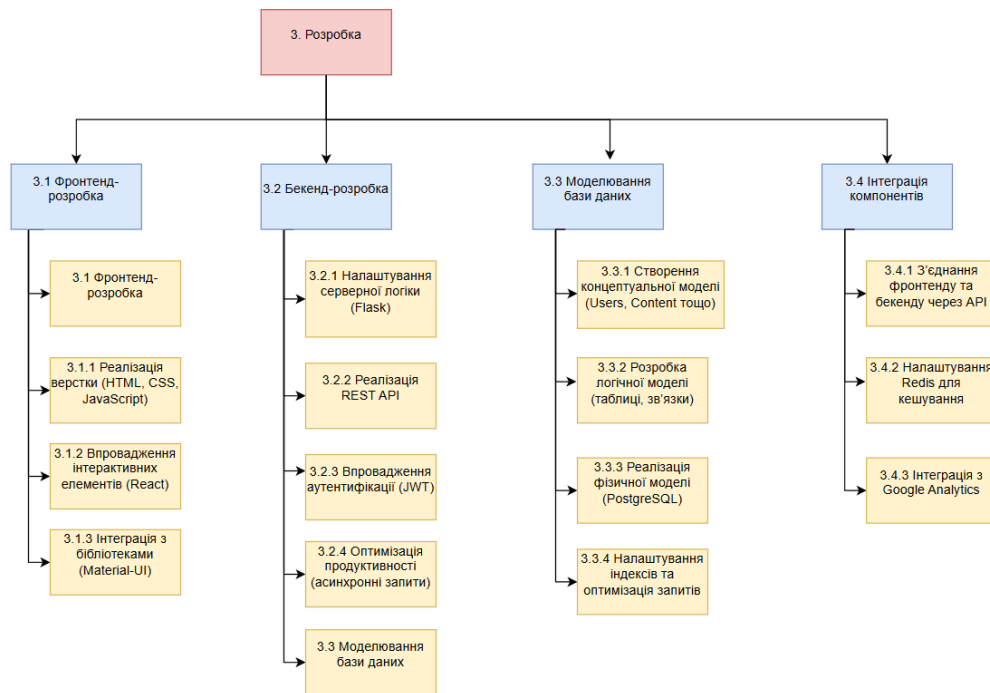 3. Розробка
3.1 Фронтенд-
розробка
3.2 Бекенд-розробка
3.3 Моделювання
бази даних
3.4 Інтеграція
компонентів
3.1 Фронтенд-
розробка
3.1.1 Реалізація
верстки (HTML, CSS,
JavaScript)
3.1.2 Впровадження
інтерактивних
елементів (React)
3.1.3 Інтеграція з
бібліотеками
(Material-UI)
3.2.1 Налаштування
серверної логіки
(Flask)
3.2.2 Реалізація
REST API
3.2.3 Впровадження
аутентифікації (JWT)
3.2.4 Оптимізація
продуктивності
(асинхронні запити)
3.3 Моделювання
бази даних
3.3.1 Створення
концептуальної моделі
(Users, Content тощо)
3.3.2 Розробка
логічної моделі
(таблиці, зв’язки)
3.3.3 Реалізація
фізичної моделі
(PostgreSQL)
3.3.4 Налаштування
індексів та
оптимізація запитів
3.4.1 З’єднання
фронтенду та
бекенду через API
3.4.2 Налаштування
Redis для
кешування
3.4.3 Інтеграція з
Google Analytics